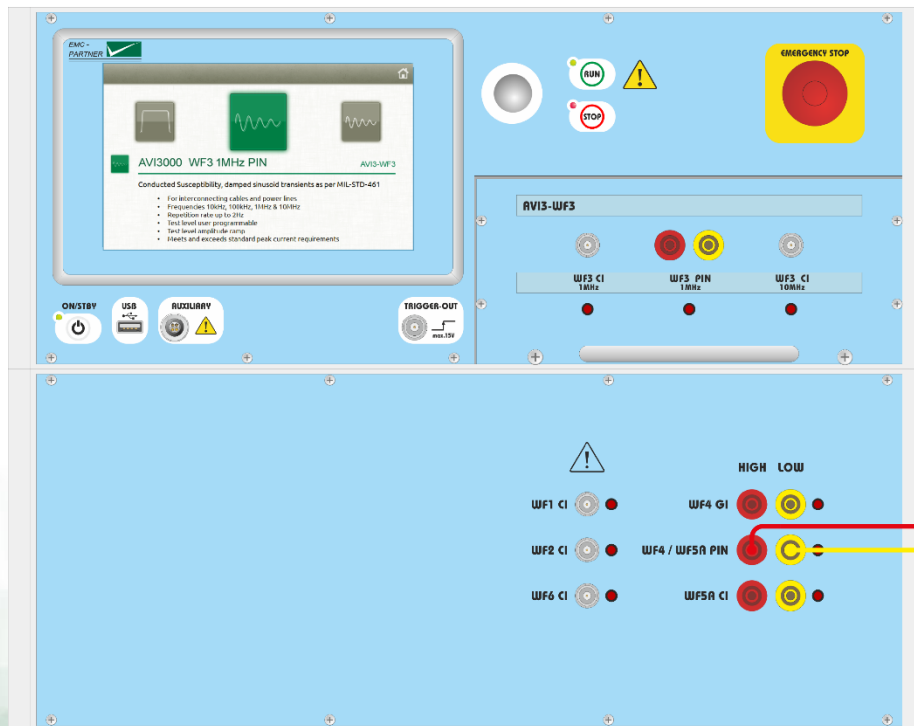 EMC -
PARTNER
AVI3000 WF3 1MHz PIN
AVI3-WF3
Conducted Susceptibility, damped sinusoid transients as per MIL-STD-461
• For interconnecting cables and power lines
• Frequencies 10kHz, 100kHz, 1MHz & 10MHz
• Repetition rate up to 2Hz
• Test level user programmable
• Test level amplitude ramp
• Meets and exceeds standard peak current requirements
RUN
STOP
EMERGENCY STOP
ON/STBY
USB
AUXILIARY
TRIGGER-OUT
max.15V
AVI3-WF3
WF3 CI
1MHz
WF3 PIN
1MHz
WF3 CI
10MHz
HIGH LOW
WF1 CI
WF4 GI
WF2 CI
WF4 / WF5A PIN
WF6 CI
WF5A CI